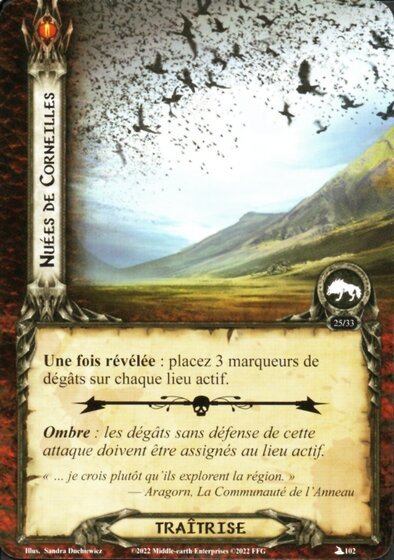 Nuées de Corneilles
25/33
Une fois révélée : placez 3 marqueurs de
dégâts sur chaque lieu actif.
Ombre : les dégâts sans défense de cette
attaque doivent être assignés au lieu actif.
« ... je crois plutôt qu'ils explorent la région. »
— Aragorn, La Communauté de l'Anneau
TRAÎTRISE
Illus. Sandra Duchiewicz
©2022 Middle-earth Enterprises ©2022 FFG
102